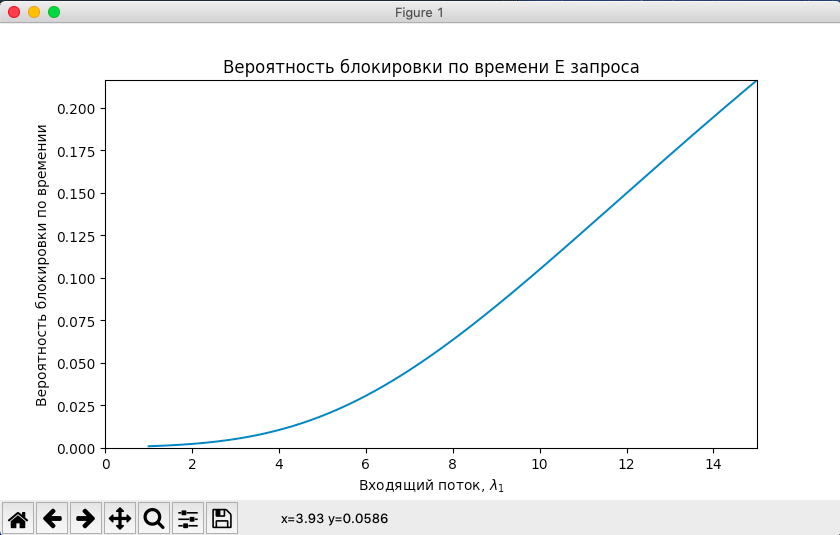 Figure 1
Вероятность блокировки по времени E запроса
Вероятность блокировки по времении
0.200
0.175
0.150
0.125
0.100
0.075
0.050
0.025
0.000
0 2 4 6 8 10 12 14
Входящий поток, λ₁
x=3.93 y=0.0586